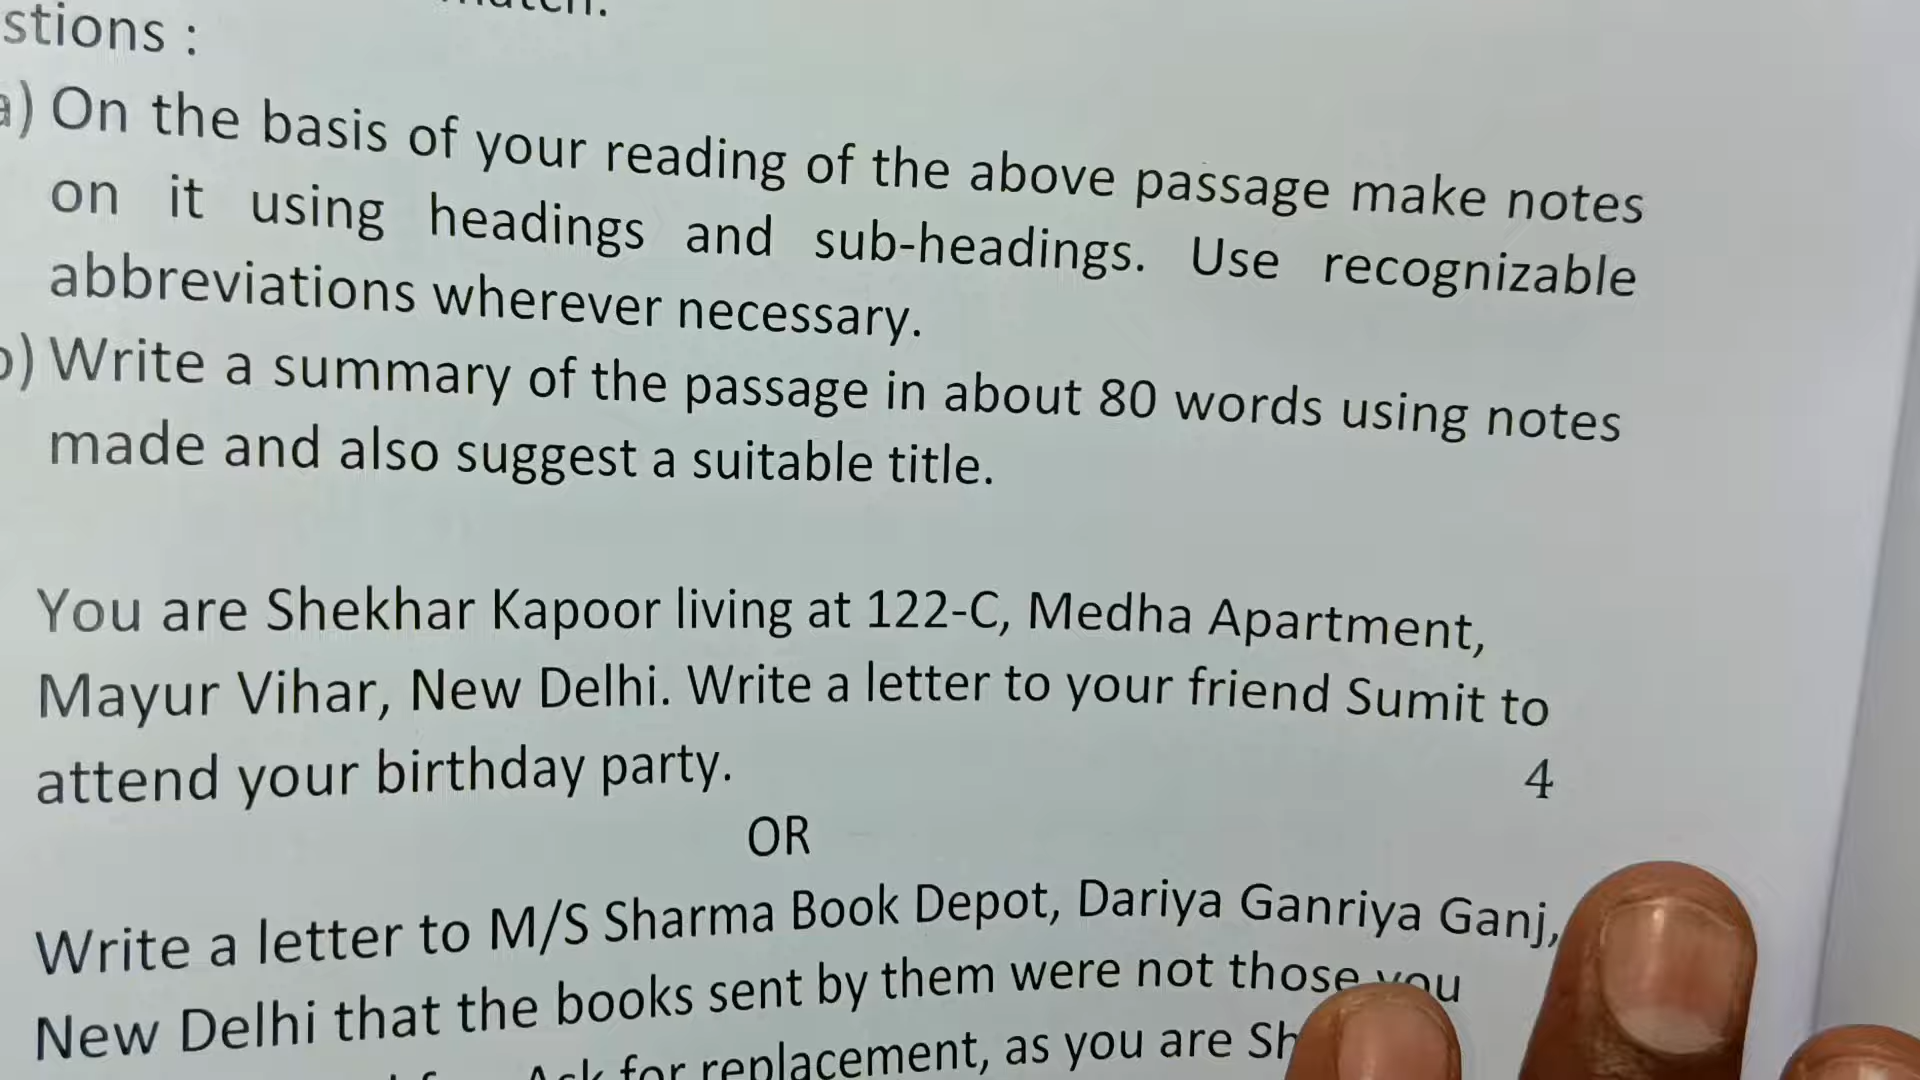 stions :
a) On the basis of your reading of the above passage make notes
on it using headings and sub-headings. Use recognizable
abbreviations wherever necessary.
b) Write a summary of the passage in about 80 words using notes
made and also suggest a suitable title.
You are Shekhar Kapoor living at 122-C, Medha Apartment,
Mayur Vihar, New Delhi. Write a letter to your friend Sumit to
attend your birthday party. 4
OR
Write a letter to M/S Sharma Book Depot, Dariya Ganriya Ganj,
New Delhi that the books sent by them were not those you
Ask for replacement, as you are Sh